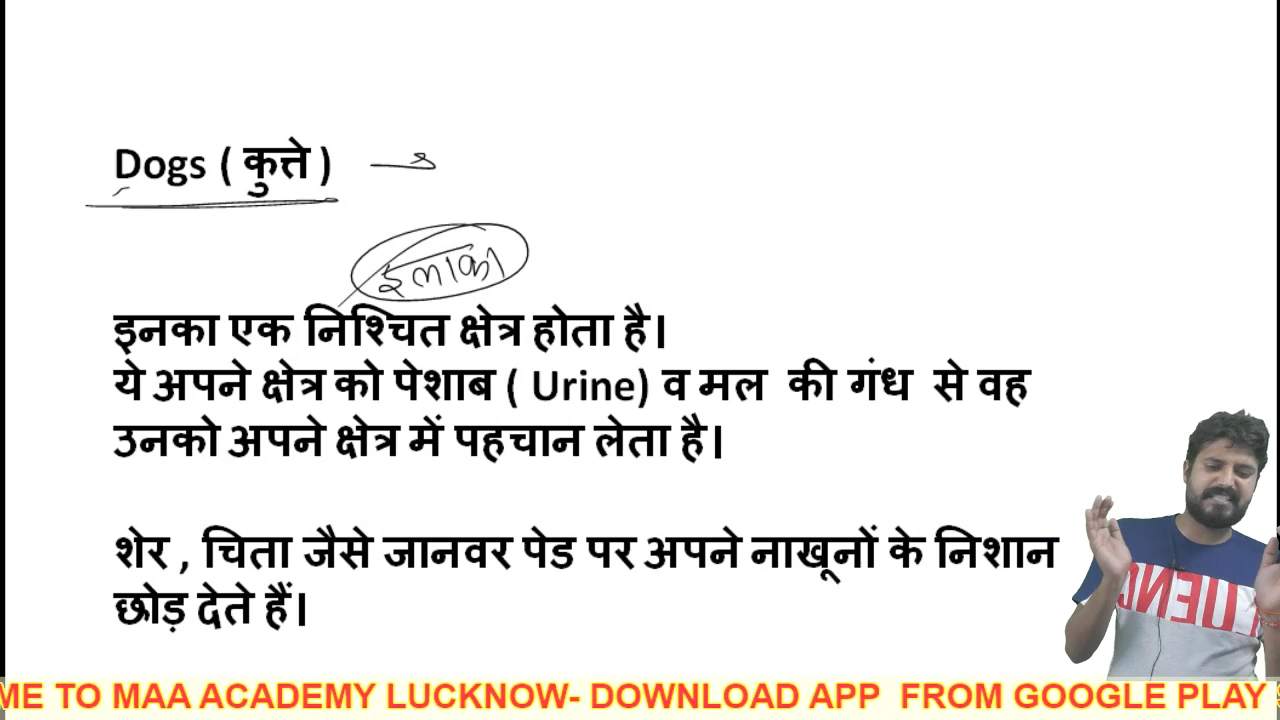 Dogs ( कुत्ते )
इलाका
इनका एक निश्चित क्षेत्र होता है।
ये अपने क्षेत्र को पेशाब ( Urine) व मल की गंध से वह
उनको अपने क्षेत्र में पहचान लेता है।
शेर , चिता जैसे जानवर पेड पर अपने नाखूनों के निशान
छोड़ देते हैं।
ME TO MAA ACADEMY LUCKNOW- DOWNLOAD APP FROM GOOGLE PLAY